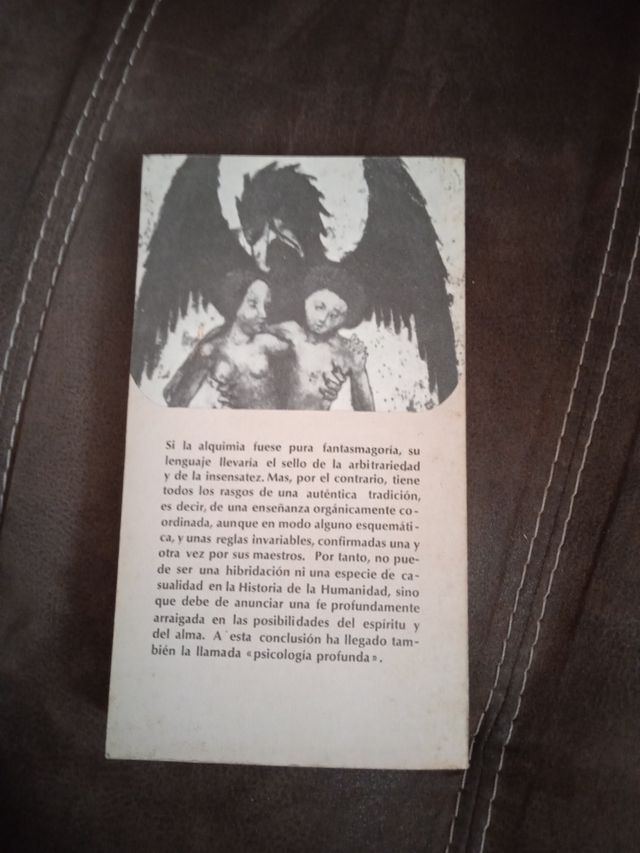 Si la alquimia fuese pura fantasmagoría, su
lenguaje llevaría el sello de la arbitrariedad
y de la insensatez. Mas, por el contrario, tiene
todos los rasgos de una auténtica tradición,
es decir, de una enseñanza orgánicamente co-
ordinada, aunque en modo alguno esquemáti-
ca, y unas reglas invariables, confirmadas una y
otra vez por sus maestros. Por tanto, no pue-
de ser una hibridación ni una especie de ca-
sualidad en la Historia de la Humanidad, sino
que debe de anunciar una fe profundamente
arraigada en las posibilidades del espíritu y
del alma. A esta conclusión ha llegado tam-
bién la llamada «psicología profunda».